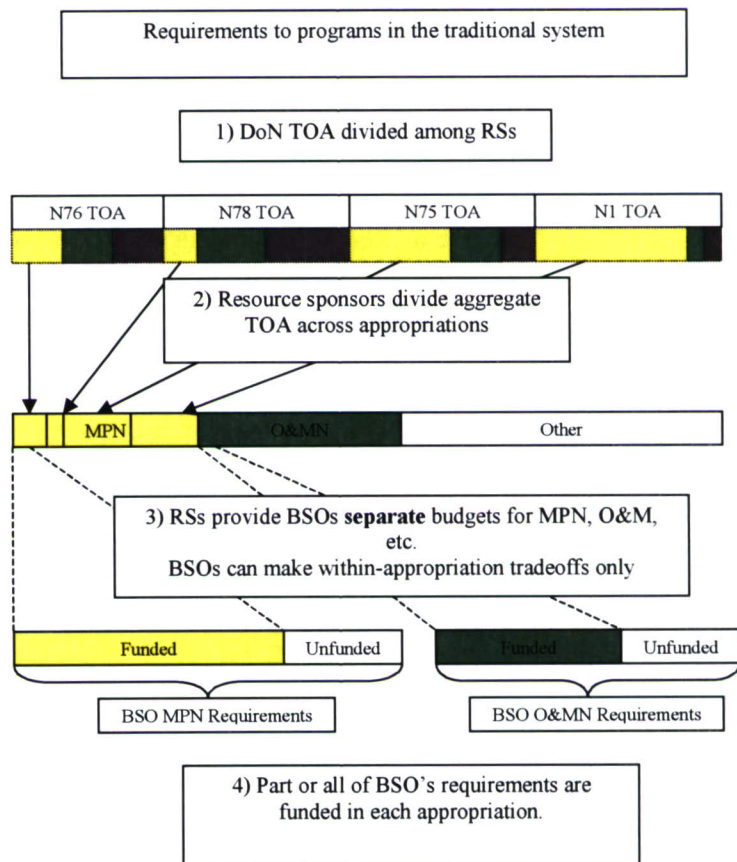 Requirements to programs in the traditional system
1) DoN TOA divided among RSs
N76 TOA N78 TOA N75 TOA N1 TOA
2) Resource sponsors divide aggregate
TOA across appropriations
MPN O&MN Other
3) RSs provide BSOs separate budgets for MPN, O&M,
etc.
BSOs can make within-appropriation tradeoffs only
Funded Unfunded Funded Unfunded
BSO MPN Requirements BSO O&MN Requirements
4) Part or all of BSO's requirements are
funded in each appropriation.